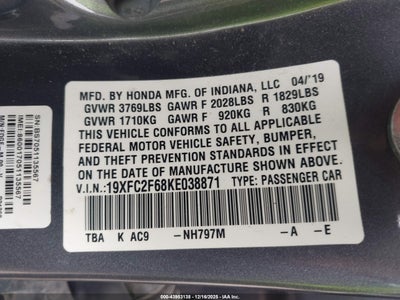 MFD. BY HONDA MFG. OF INDIANA, LLC 04/'19
GVWR 3769LBS GAWR F 2028LBS R 1829LBS
GVWR 1710KG GAWR F 920KG R 830KG
THIS VEHICLE CONFORMS TO ALL APPLICABLE
FEDERAL MOTOR VEHICLE SAFETY, BUMPER,
AND THEFT PREVENTION STANDARDS IN EFFECT
ON THE DATE OF MANUFACTURE SHOWN ABOVE.
V.I.N.:19XFC2F68KE038871 TYPE: PASSENGER CAR
TBA K AC9 -NH797M -A -E
© 000-43963138 - 12/18/2025 - IAA Inc.